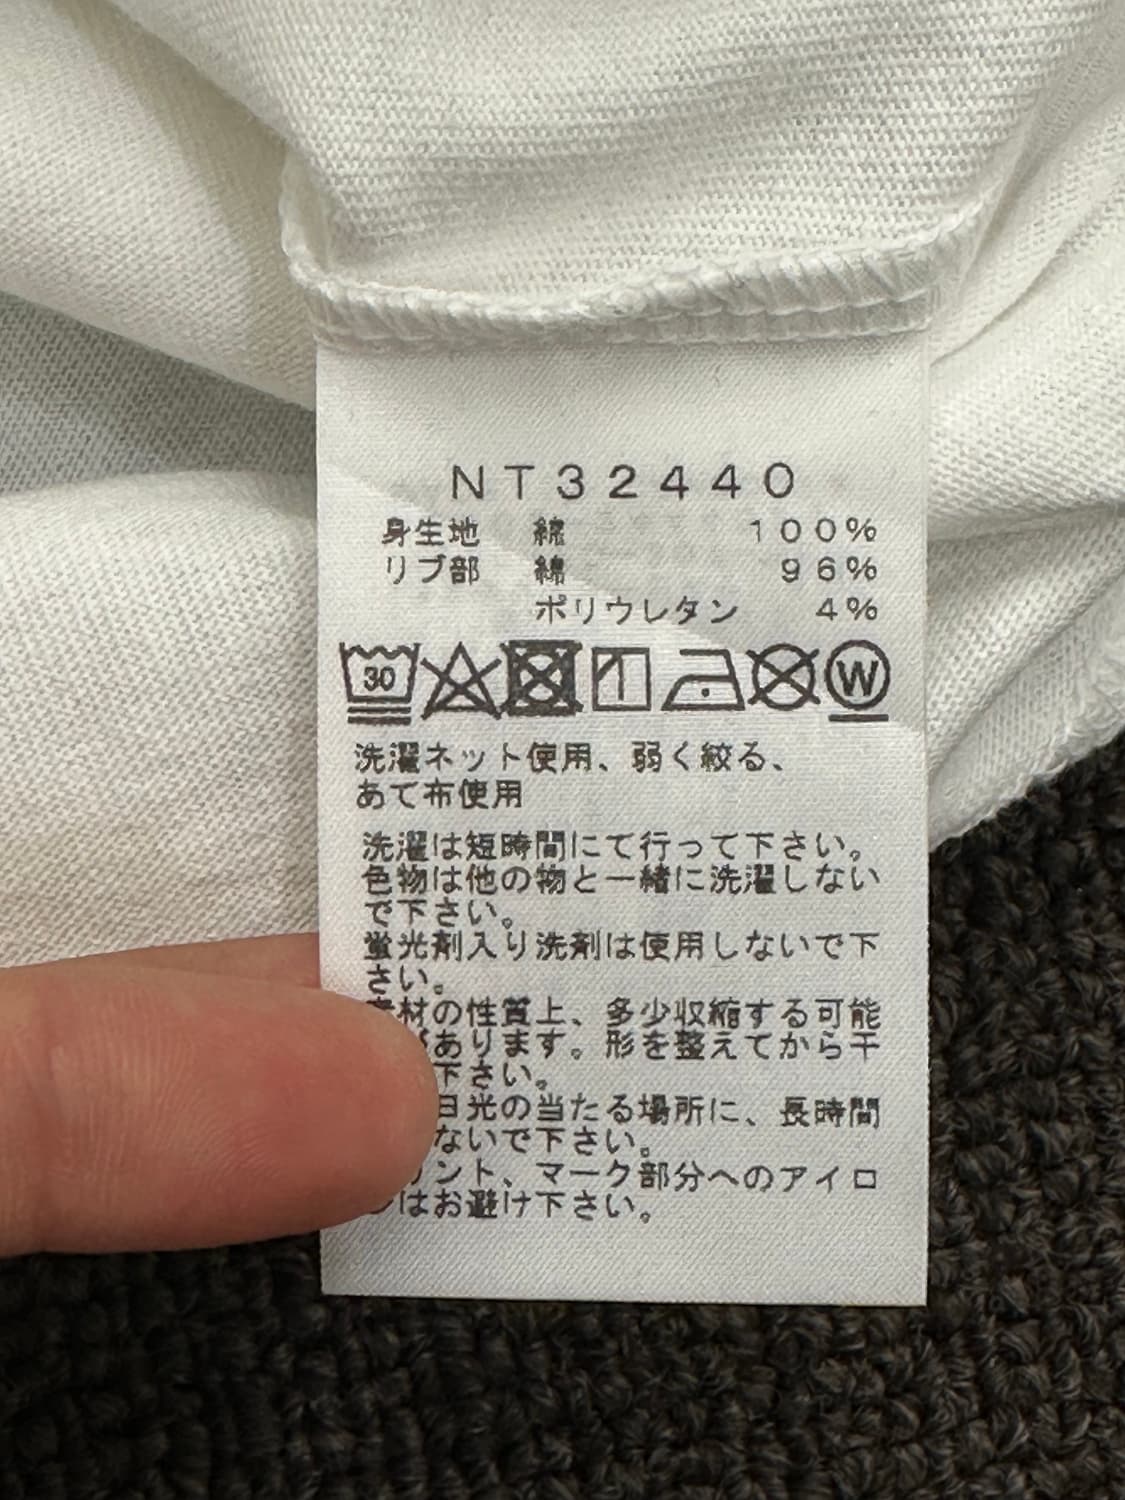 NT32440
身生地 綿 100%
リブ部 綿 96%
ポリウレタン 4%
30 W
洗濯ネット使用、弱く絞る、
あて布使用
洗濯は短時間にて行って下さい。
色物は他の物と一緒に洗濯しない
で下さい。
蛍光剤入り洗剤は使用しないで下
さい。
材の性質上、多少収縮する可能
があります。形を整えてから干
下さい。
日光の当たる場所に、長時間
ないで下さい。
リント、マーク部分へのアイロ
ンはお避け下さい。